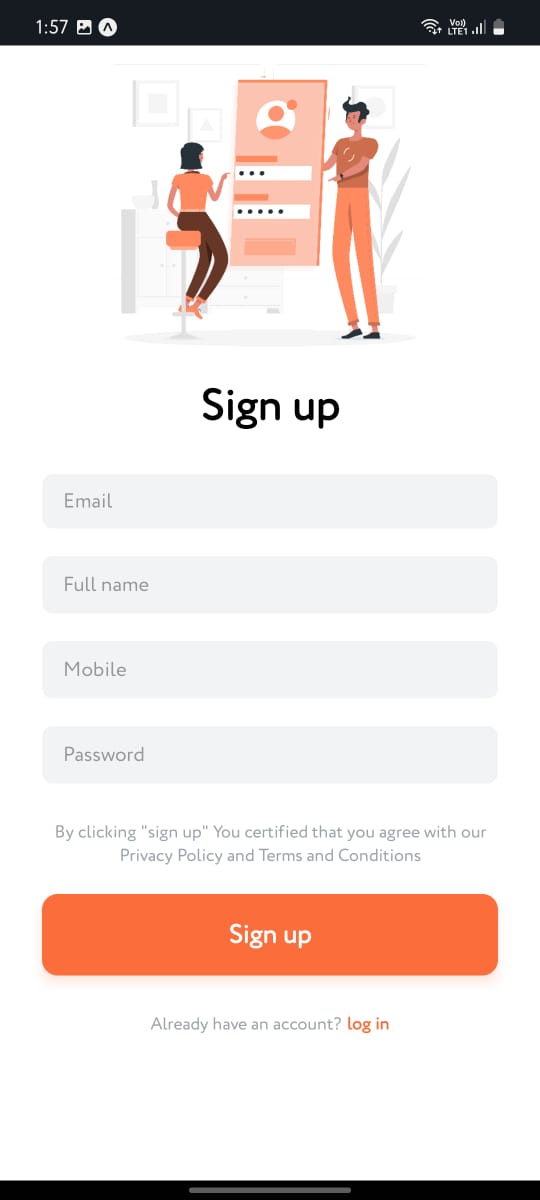 1:57
Vo))
LTE1
Sign up
Email
Full name
Mobile
Password
By clicking "sign up" You certified that you agree with our
Privacy Policy and Terms and Conditions
Sign up
Already have an account? log in